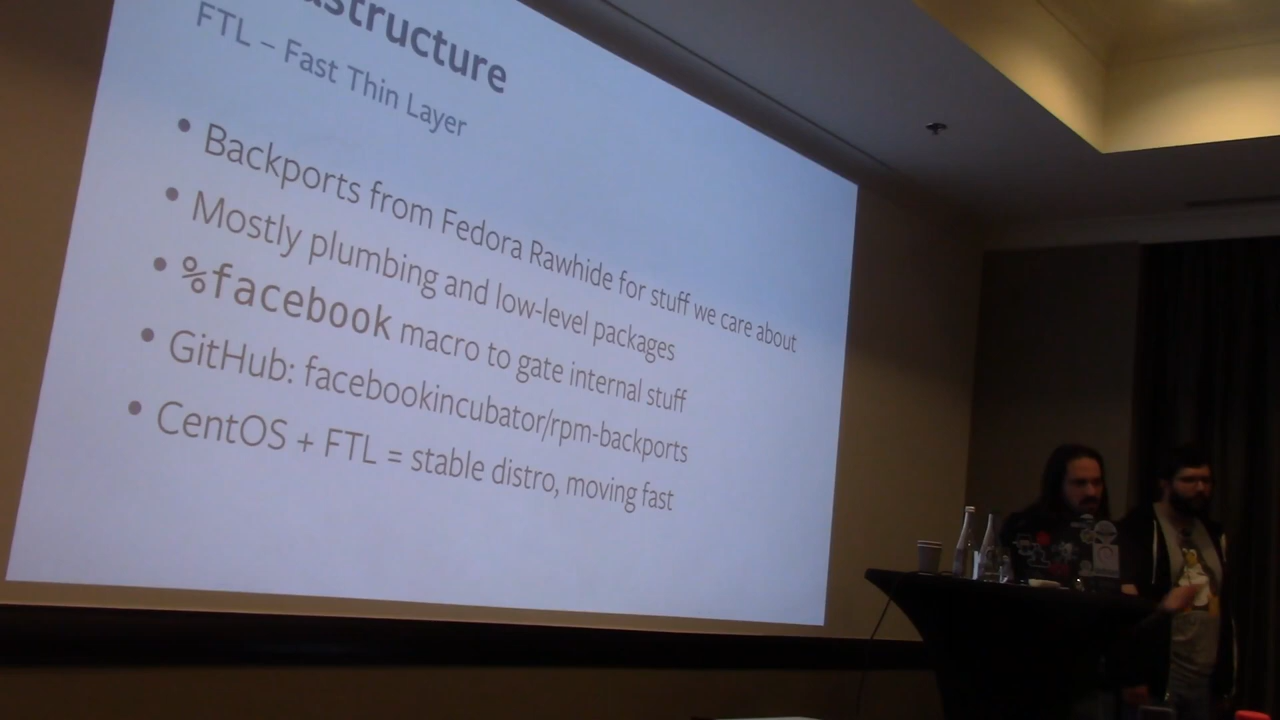 astructure
FTL – Fast Thin Layer
• Backports from Fedora Rawhide for stuff we care about
• Mostly plumbing and low-level packages
• %facebook macro to gate internal stuff
• GitHub: facebookincubator/rpm-backports
• CentOS + FTL = stable distro, moving fast